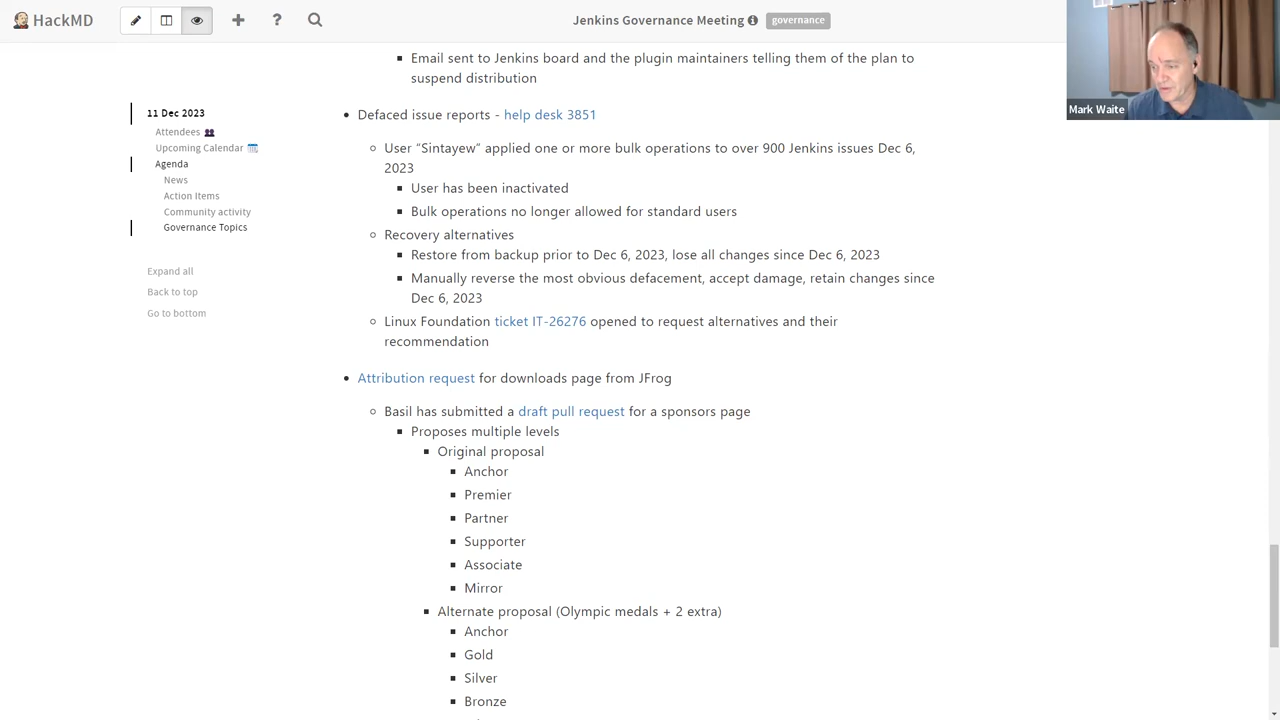 HackMD
Jenkins Governance Meeting
governance
Mark Waite
11 Dec 2023
Attendees
Upcoming Calendar
Agenda
News
Action Items
Community activity
Governance Topics
Expand all
Back to top
Go to bottom
Email sent to Jenkins board and the plugin maintainers telling them of the plan to
suspend distribution
Defaced issue reports - help desk 3851
User “Sintayew” applied one or more bulk operations to over 900 Jenkins issues Dec 6,
2023
User has been inactivated
Bulk operations no longer allowed for standard users
Recovery alternatives
Restore from backup prior to Dec 6, 2023, lose all changes since Dec 6, 2023
Manually reverse the most obvious defacement, accept damage, retain changes since
Dec 6, 2023
Linux Foundation ticket IT-26276 opened to request alternatives and their
recommendation
Attribution request for downloads page from JFrog
Basil has submitted a draft pull request for a sponsors page
Proposes multiple levels
Original proposal
Anchor
Premier
Partner
Supporter
Associate
Mirror
Alternate proposal (Olympic medals + 2 extra)
Anchor
Gold
Silver
Bronze